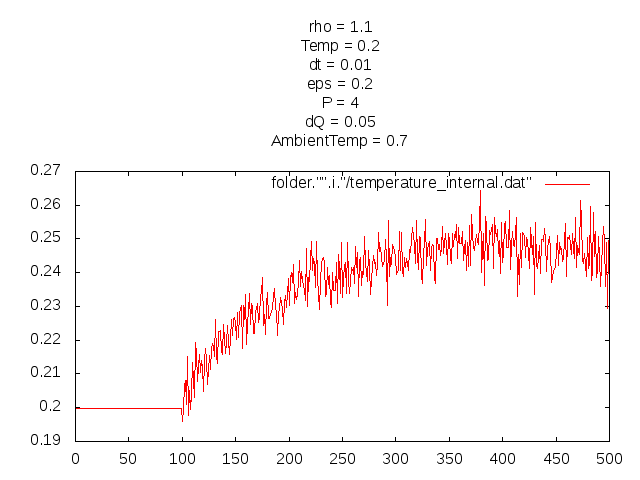 rho = 1.1
Temp = 0.2
dt = 0.01
eps = 0.2
P = 4
dQ = 0.05
AmbientTemp = 0.7
0.27
folder."".i."/temperature_internal.dat"
0.26
0.25
0.24
0.23
0.22
0.21
0.2
0.19
0 50 100 150 200 250 300 350 400 450 500